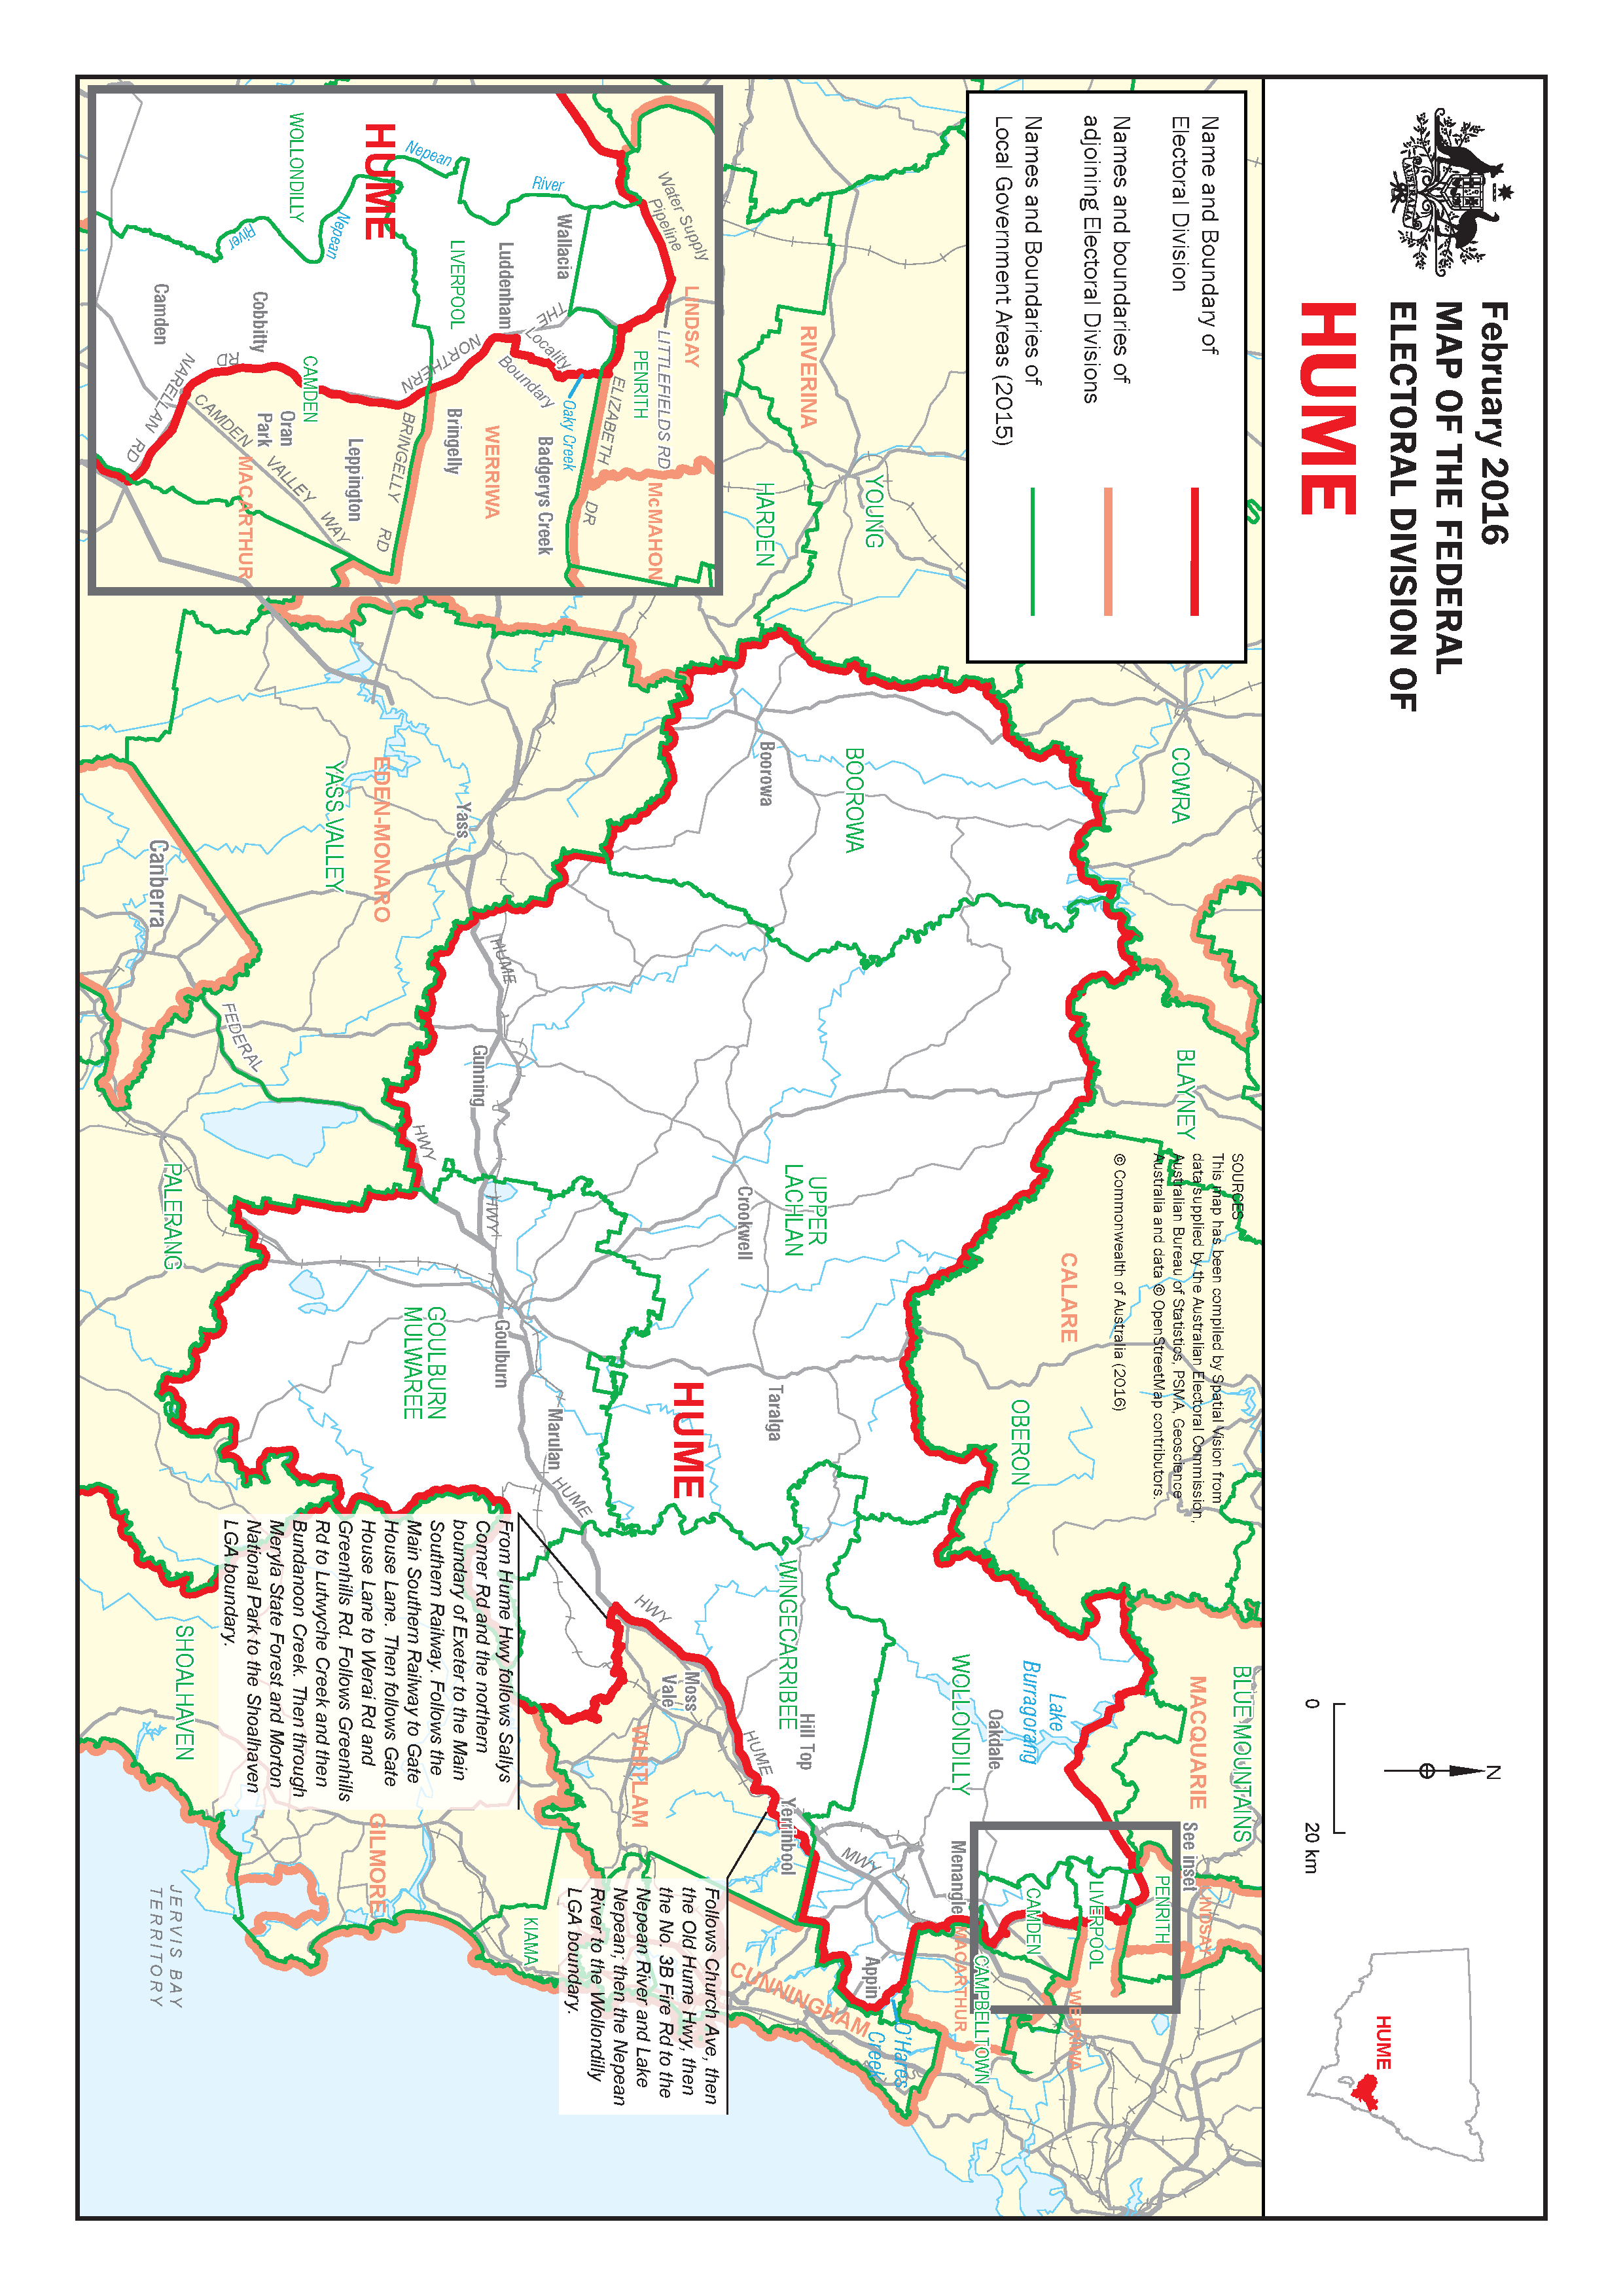 February 2016
MAP OF THE FEDERAL
ELECTORAL DIVISION OF
HUME
AUSTRALIA
N
0
20 km
HUME
Name and Boundary of
Electoral Division
Names and boundaries of
adjoining Electoral Divisions
Names and Boundaries of
Local Government Areas (2015)
SOURCES
This map has been compiled by Spatial Vision from
data supplied by the Australian Electoral Commission,
Australian Bureau of Statistics, PSMA, Geoscience
Australia and data © OpenStreetMap contributors.
© Commonwealth of Australia (2016)
COWRA
BLAYNEY
CALARE
OBERON
BLUE MOUNTAINS
MACQUARIE
See inset
LINDSAY
PENRITH
LIVERPOOL
WERRIWA
CAMDEN
CAMPBELLTOWN
MACARTHUR
Lake
Burragorang
Oakdale
WOLLONDILLY
Menangle
MWY
Appin
O'Hares
Creek
CUNNINGHAM
RIVERINA
YOUNG
HARDEN
BOOROWA
Boorowa
UPPER
LACHLAN
Crookwell
Taralga
HUME
WINGECARRIBEE
Hill Top
Yerrinbool
HUME
Moss
Vale
HWY
WHITLAM
HUME
Marulan
Goulburn
HWY
GOULBURN
MULWAREE
HUME
Gunning
HWY
Yass
EDEN-MONARO
YASS VALLEY
Canberra
FEDERAL
PALERANG
SHOALHAVEN
GILMORE
KIAMA
JERVIS BAY
TERRITORY
From Hume Hwy follows Sallys
Corner Rd and the northern
boundary of Exeter to the Main
Southern Railway. Follows the
Main Southern Railway to Gate
House Lane. Then follows Gate
House Lane to Werai Rd and
Greenhills Rd. Follows Greenhills
Rd to Lutwyche Creek and then
Bundanoon Creek. Then through
Meryla State Forest and Morton
National Park to the Shoalhaven
LGA boundary.
Follows Church Ave, then
the Old Hume Hwy, then
the No. 3B Fire Rd to the
Nepean River and Lake
Nepean; then the Nepean
River to the Wollondilly
LGA boundary.
Water Supply
Pipeline
LINDSAY
LITTLEFIELDS RD
McMAHON
PENRITH
ELIZABETH
DR
Wallacia
River
Nepean
THE
Locality
Boundary
Oaky Creek
Badgerys Creek
Luddenham
LIVERPOOL
NORTHERN
WERRIWA
Bringelly
BRINGELLY
RD
HUME
Nepean
River
WOLLONDILLY
CAMDEN
Leppington
Oran
Park
Cobbitty
RD
CAMDEN
VALLEY
WAY
MACARTHUR
NARELLAN RD
Camden